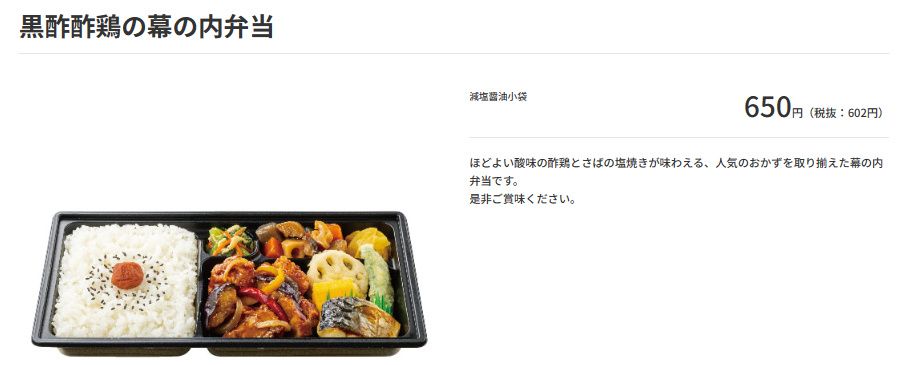 黒酢酢鶏の幕の内弁当
減塩醤油小袋
650円（税抜：602円）
ほどよい酸味の酢鶏とさばの塩焼きが味わえる、人気のおかずを取り揃えた幕の内
弁当です。
是非ご賞味ください。